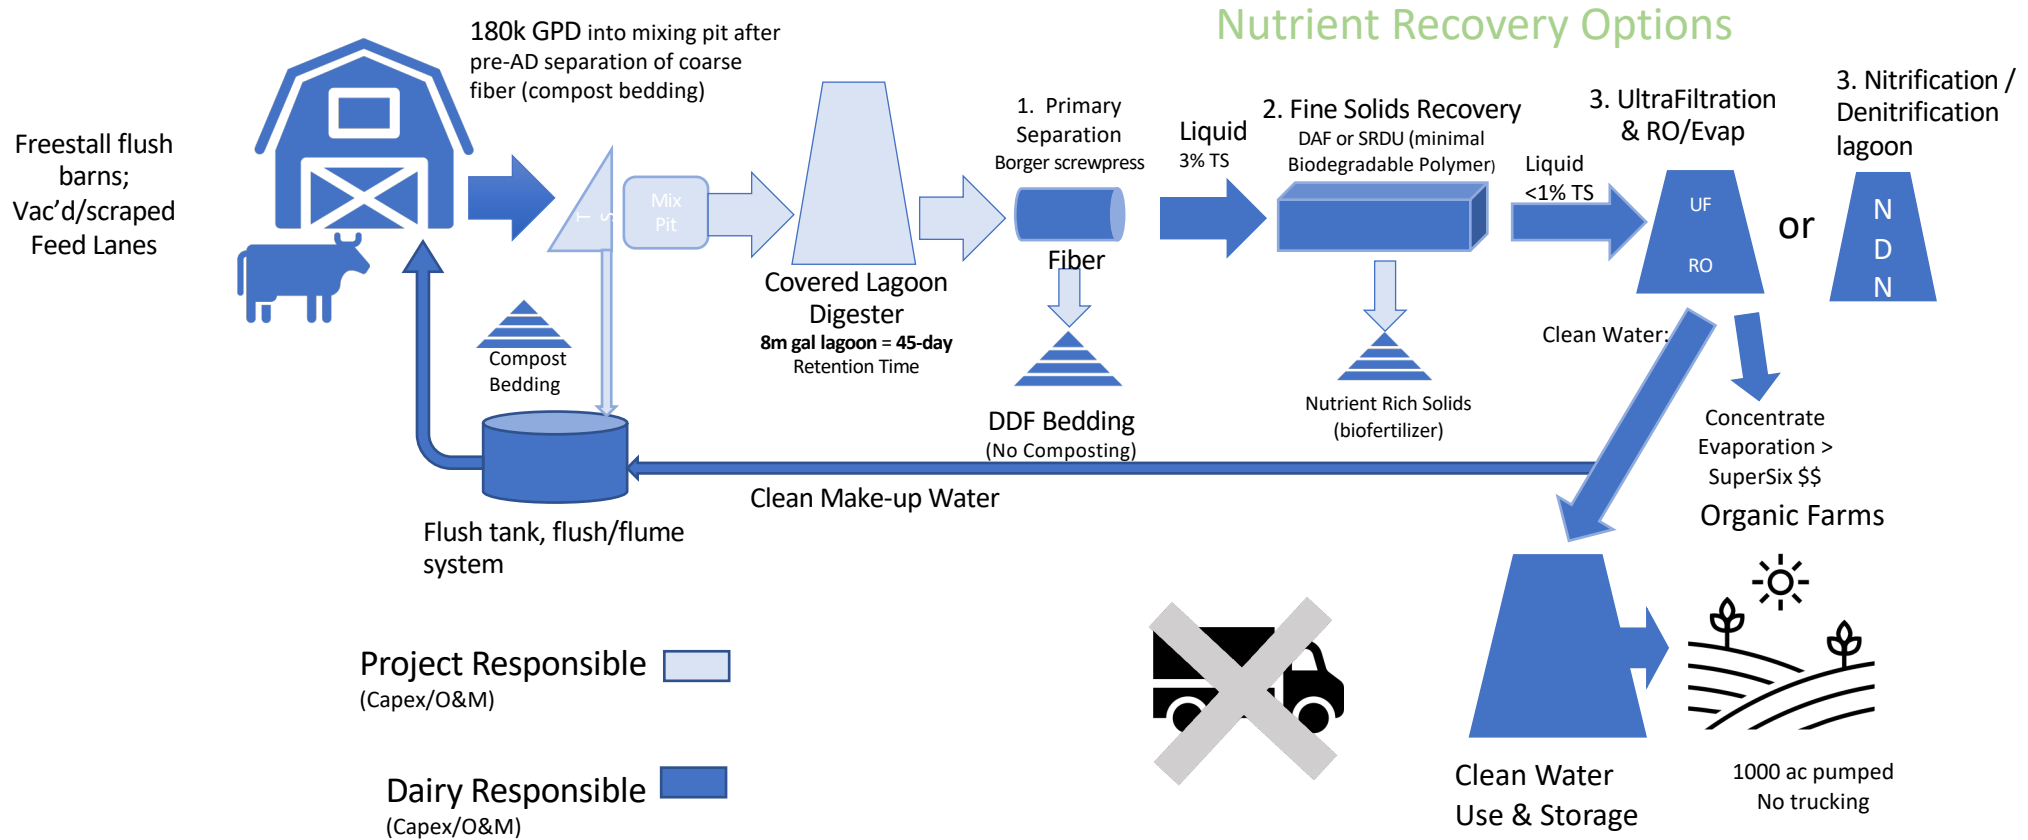 Nutrient Recovery Options
180k GPD into mixing pit after
pre-AD separation of coarse
fiber (compost bedding)
Freestall flush
barns;
Vac'd/scraped
Feed Lanes
T
S
Mix
Pit
Compost
Bedding
Covered Lagoon
Digester
8m gal lagoon = 45-day
Retention Time
1. Primary
Separation
Borger screwpress
Fiber
DDF Bedding
(No Composting)
Liquid
3% TS
2. Fine Solids Recovery
DAF or SRDU (minimal
Biodegradable Polymer)
Nutrient Rich Solids
(biofertilizer)
Liquid
<1% TS
3. UltraFiltration
& RO/Evap
UF
RO
or
3. Nitrification /
Denitrification
lagoon
N
D
N
Clean Water:
Concentrate
Evaporation >
SuperSix $$
Organic Farms
Clean Make-up Water
Flush tank, flush/flume
system
Project Responsible
(Capex/O&M)
Dairy Responsible
(Capex/O&M)
Clean Water
Use & Storage
1000 ac pumped
No trucking